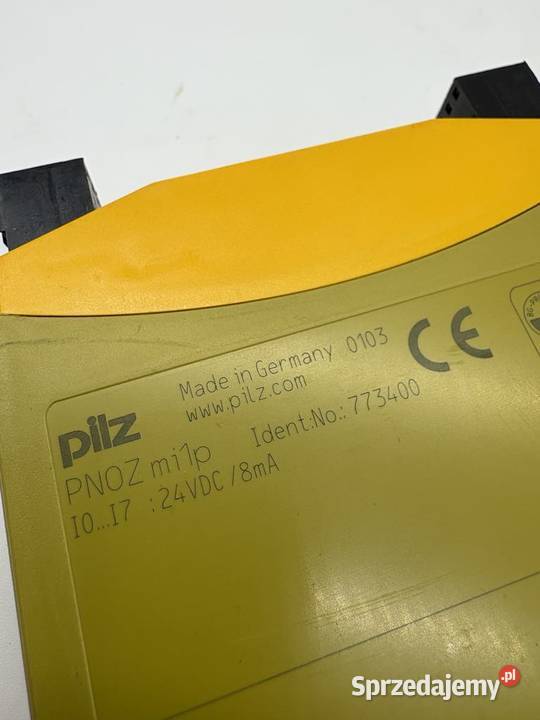 Made in Germany 0103 CE
www.pilz.com
pilz
PNOZ mi1p Ident.No.: 773400
I0...I7 :24VDC /8mA
Sprzedajemy.pl